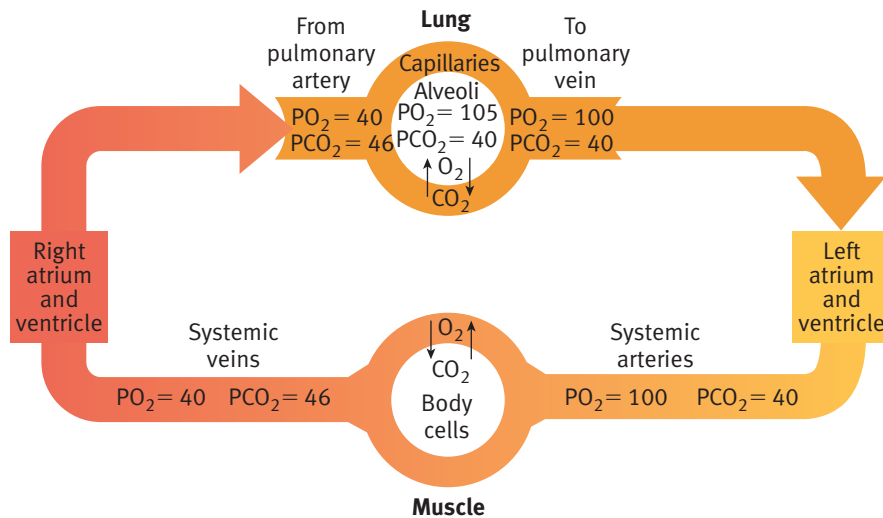 Lung
From
pulmonary
artery
To
pulmonary
vein
Capillaries
Alveoli
PO₂= 40
PCO₂= 46
PO₂= 105
PCO₂= 40
PO₂= 100
PCO₂= 40
O₂
CO₂
Right
atrium
and
ventricle
Left
atrium
and
ventricle
Systemic
veins
O₂
CO₂
Body
cells
Systemic
arteries
PO₂= 40 PCO₂= 46
PO₂= 100 PCO₂= 40
Muscle